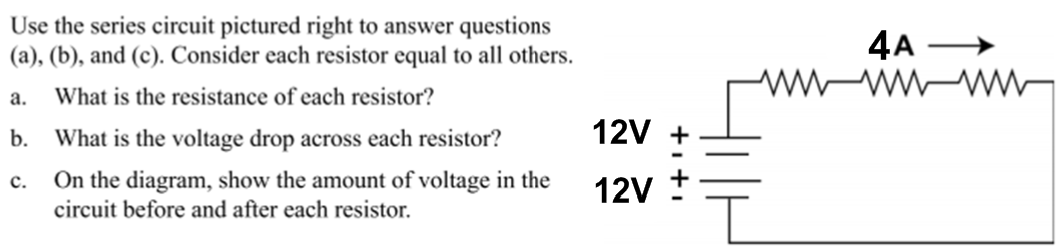 Use the series circuit pictured right to answer questions
(a), (b), and (c). Consider each resistor equal to all others.
a. What is the resistance of each resistor?
b. What is the voltage drop across each resistor?
c. On the diagram, show the amount of voltage in the
circuit before and after each resistor.
4A
12V + -
12V + -